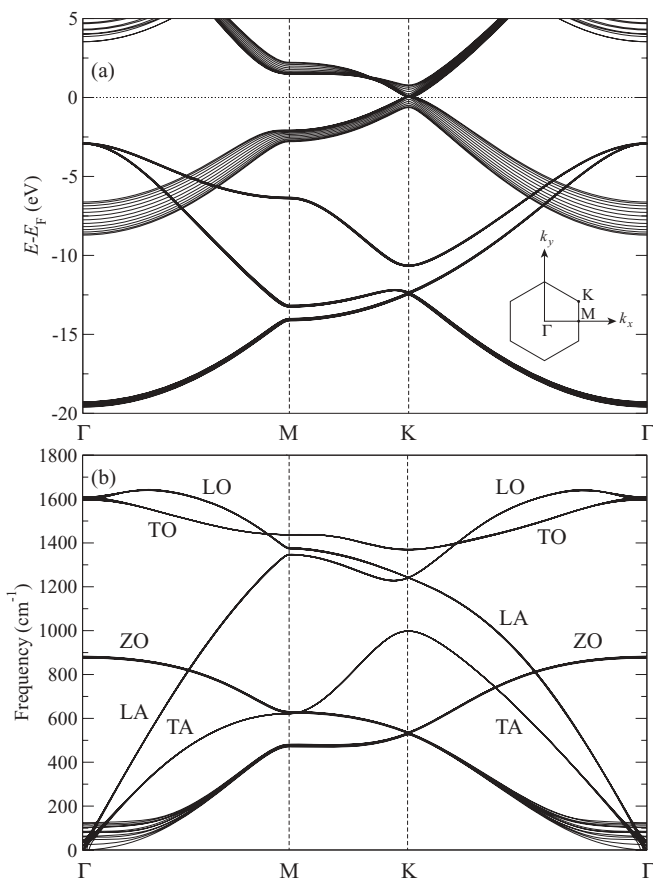 (a)
5
0
-5
-10
-15
-20
E-E_F (eV)
k_y
K
M
Γ
k_x
Γ M K Γ
(b)
1800
1600
1400
1200
1000
800
600
400
200
0
Frequency (cm⁻¹)
LO LO
TO TO
ZO ZO
LA LA
TA TA
Γ M K Γ